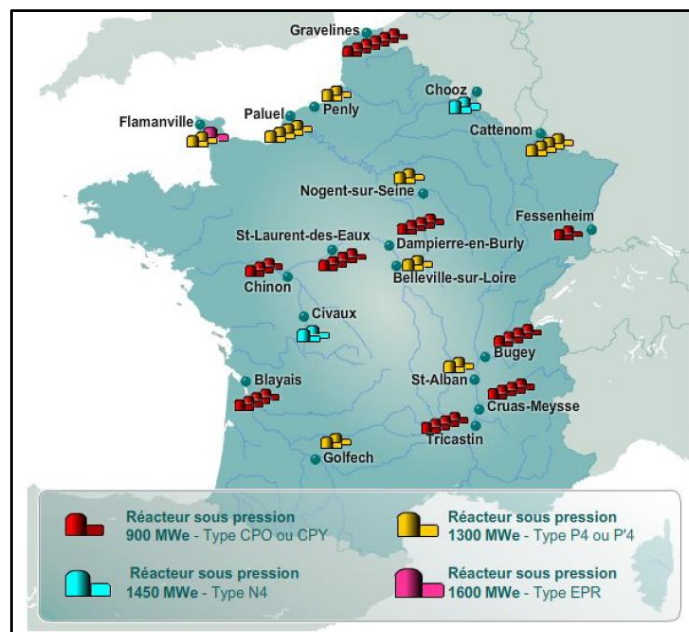 Gravelines
Chooz
Penly
Paluel
Flamanville
Cattenom
Nogent-sur-Seine
Fessenheim
St-Laurent-des-Eaux
Dampierre-en-Burly
Belleville-sur-Loire
Chinon
Civaux
Bugey
Blayais
St-Alban
Cruas-Meysse
Tricastin
Golfech
Réacteur sous pression
900 MWe - Type CPO ou CPY
Réacteur sous pression
1300 MWe - Type P4 ou P'4
Réacteur sous pression
1450 MWe - Type N4
Réacteur sous pression
1600 MWe - Type EPR